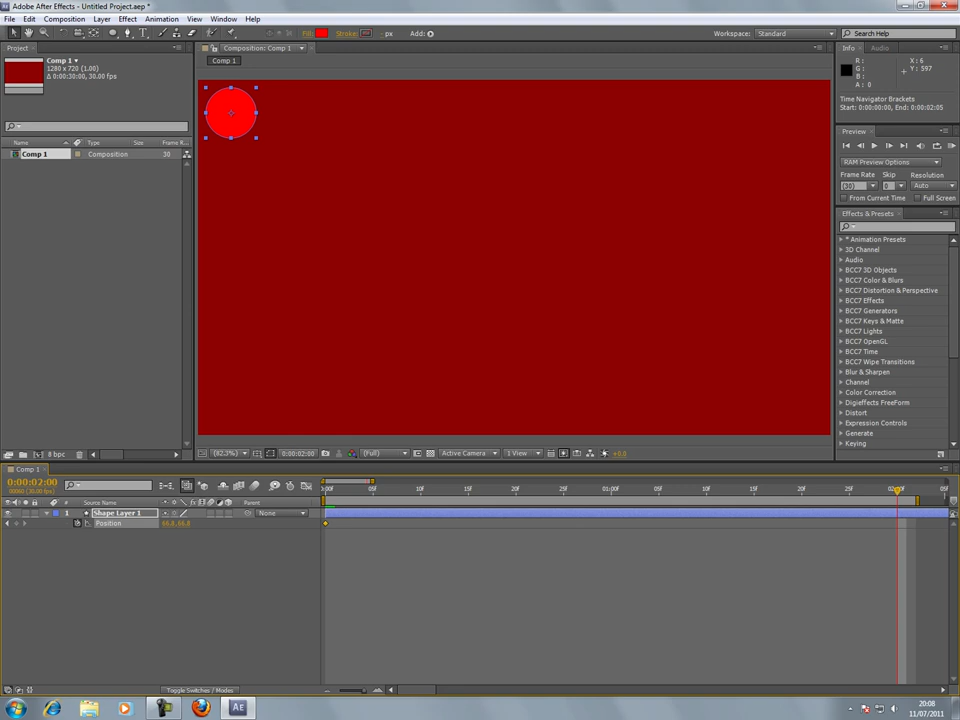 Adobe After Effects - Untitled Project.aep *
File Edit Composition Layer Effect Animation View Window Help
Fill: Stroke: - px Add:
Workspace: Standard Search Help
Project
Comp 1
1280 x 720 (1.00)
Δ 0:00:30:00, 30.00 fps
Name Type Size Frame R...
Comp 1 Composition 30
8 bpc
Composition: Comp 1
Comp 1
(82.3%) 0:00:02:00 (Full) Active Camera 1 View +0.0
Info Audio
R : X : 6
G : Y : 597
B :
A : 0
Time Navigator Brackets
Start: 0:00:00:00, End: 0:00:02:05
Preview
RAM Preview Options
Frame Rate Skip Resolution
(30) 0 Auto
From Current Time Full Screen
Effects & Presets
* Animation Presets
3D Channel
Audio
BCC7 3D Objects
BCC7 Color & Blurs
BCC7 Distortion & Perspective
BCC7 Effects
BCC7 Generators
BCC7 Keys & Matte
BCC7 Lights
BCC7 OpenGL
BCC7 Time
BCC7 Wipe Transitions
Blur & Sharpen
Channel
Color Correction
Digieffects FreeForm
Distort
Expression Controls
Generate
Keying
Comp 1
0:00:02:00
00060 (30.00 fps)
# Source Name Parent
1 Shape Layer 1 None
Position 66.8,66.8
:00F 05F 10F 15F 20F 25F 01:00F 05F 10F 15F 20F 25F 02:00F 05F
Toggle Switches / Modes
20:08
11/07/2011